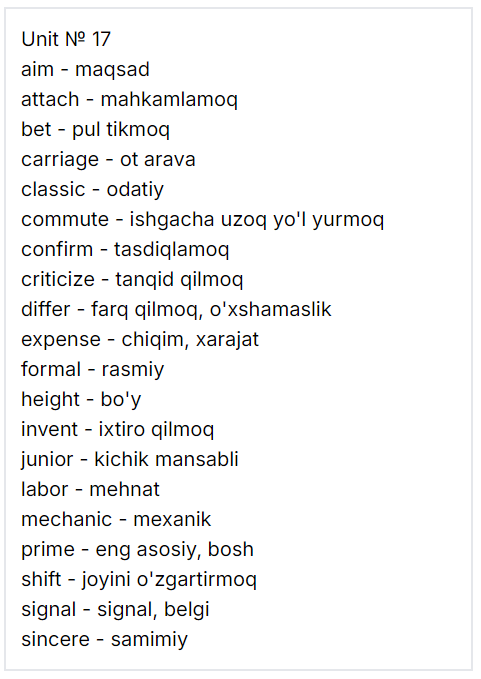 Unit № 17
aim - maqsad
attach - mahkamlamoq
bet - pul tikmoq
carriage - ot arava
classic - odatiy
commute - ishgacha uzoq yo'l yurmoq
confirm - tasdiqlamoq
criticize - tanqid qilmoq
differ - farq qilmoq, o'xshamaslik
expense - chiqim, xarajat
formal - rasmiy
height - bo'y
invent - ixtiro qilmoq
junior - kichik mansabli
labor - mehnat
mechanic - mexanik
prime - eng asosiy, bosh
shift - joyini o'zgartirmoq
signal - signal, belgi
sincere - samimiy